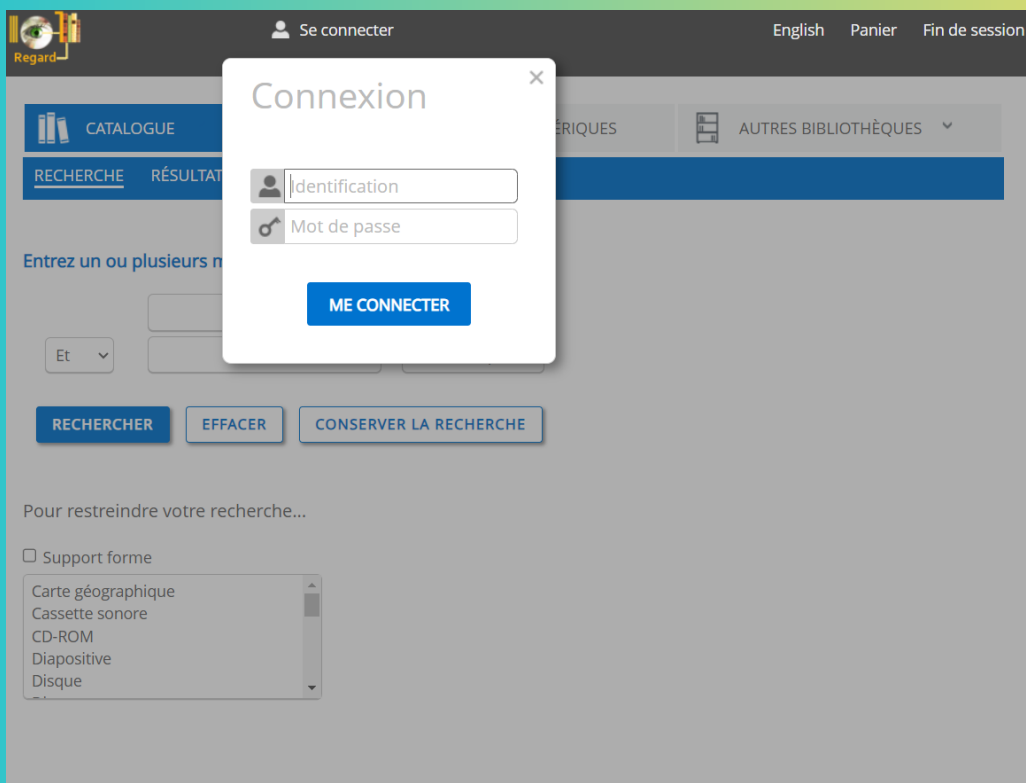 Regard
Se connecter
English Panier Fin de session
Connexion
×
CATALOGUE
AUTRES BIBLIOTHÈQUES
RECHERCHE
Identification
Mot de passe
Entrez un ou plusieurs
ME CONNECTER
Et
RECHERCHER EFFACER CONSERVER LA RECHERCHE
Pour restreindre votre recherche...
Support forme
Carte géographique
Cassette sonore
CD-ROM
Diapositive
Disque